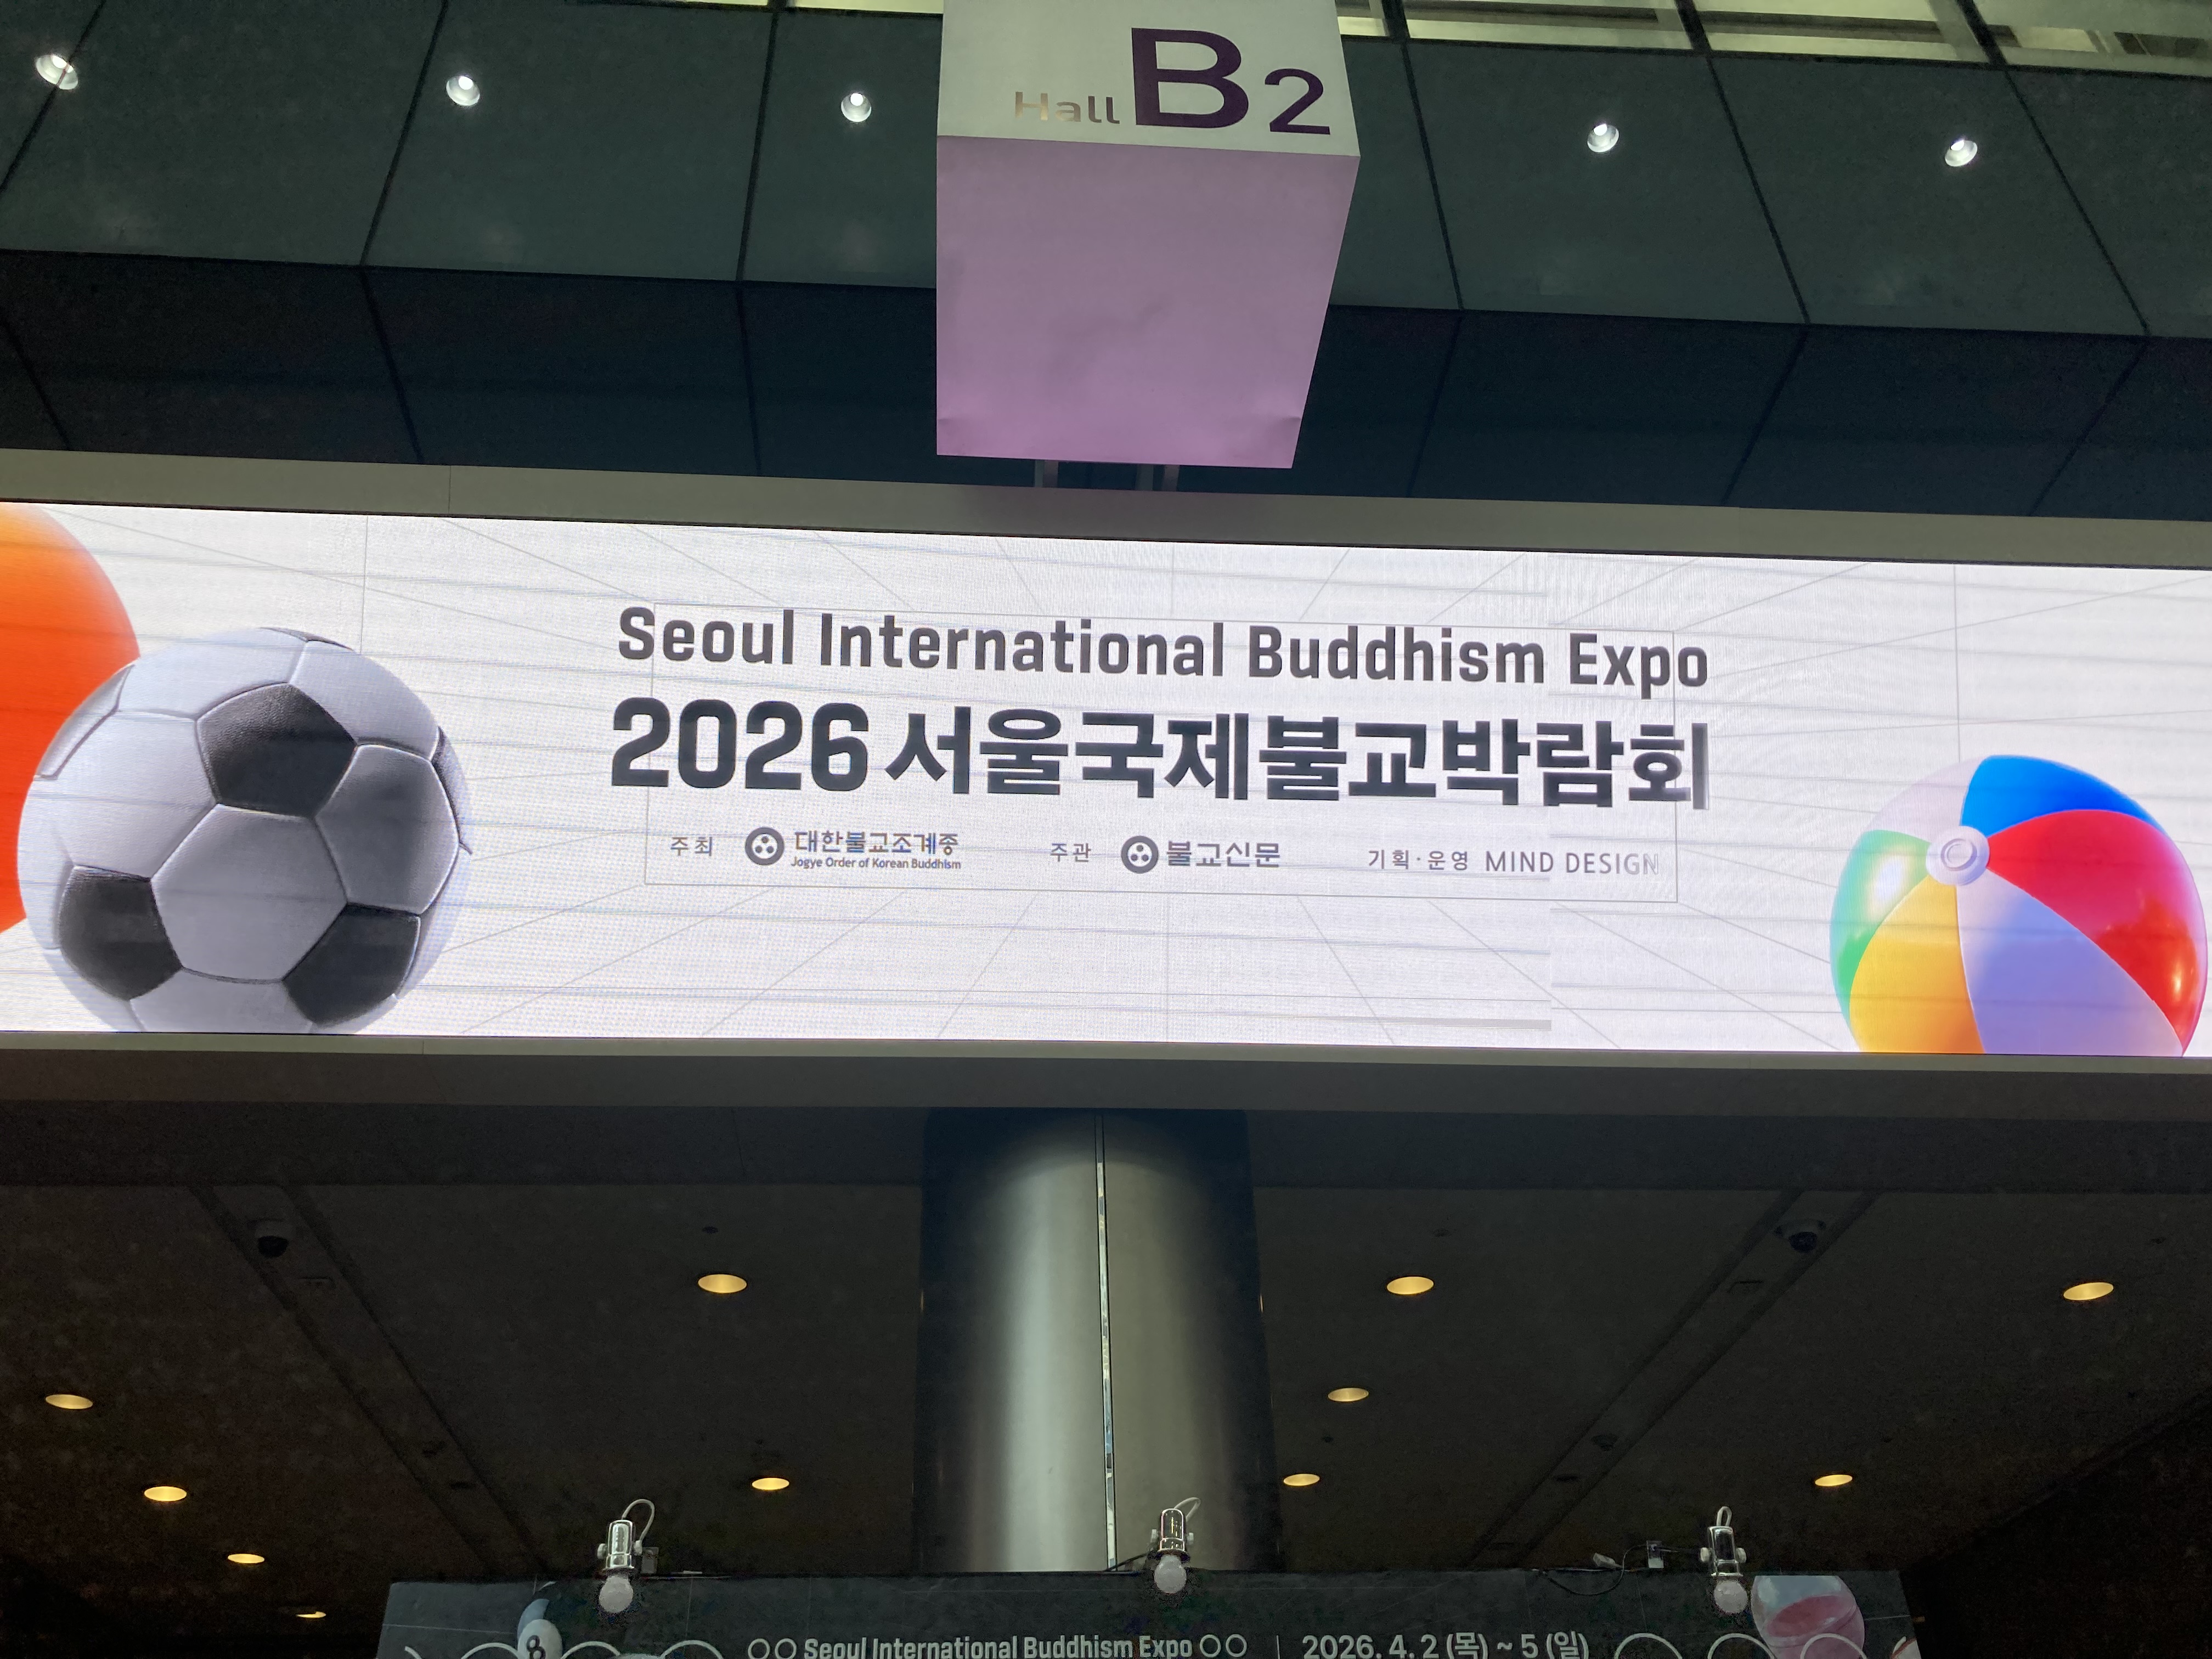 Hall B2
Seoul International Buddhism Expo
2026 서울국제불교박람회
주최 대한불교조계종 주관 불교신문 기획·운영 MIND DESIGN
Jogye Order of Korean Buddhism
8
○○ Seoul International Buddhism Expo ○○ | 2026. 4. 2 (목) ~ 5 (일)